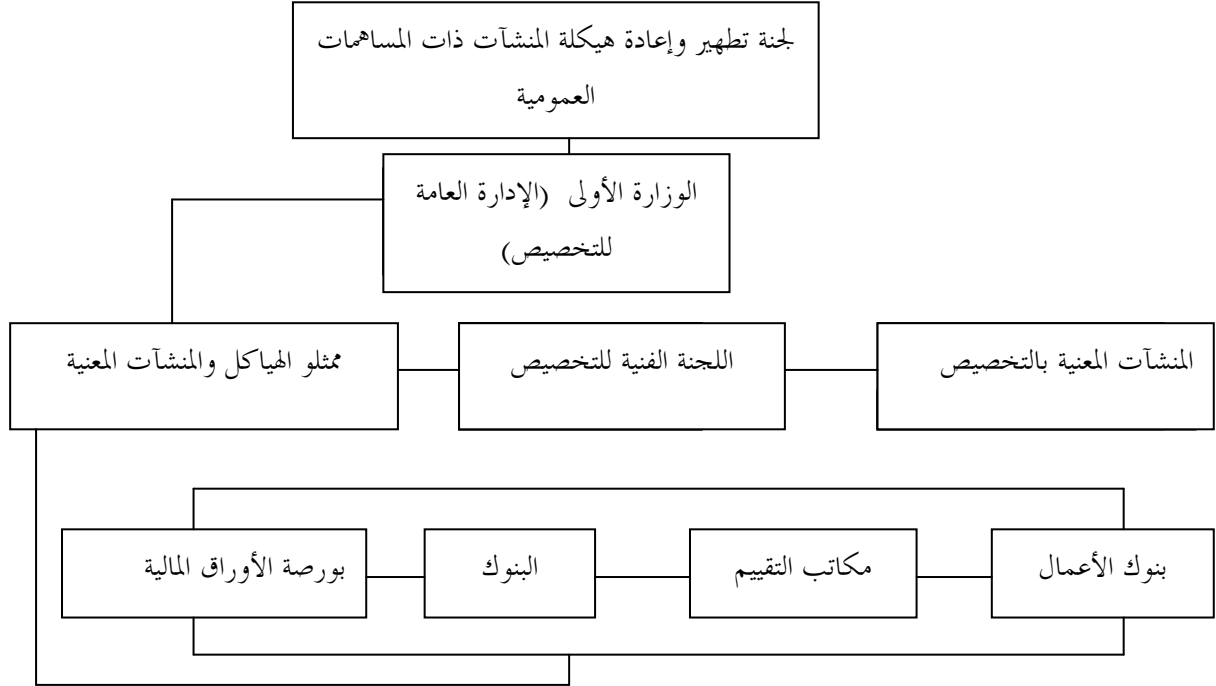 لجنة تطهير وإعادة هيكلة المنشآت ذات المساهمات
العمومية
الوزارة الأولى (الإدارة العامة
للتخصيص)
المنشآت المعنية بالتخصيص
اللجنة الفنية للتخصيص
ممثلو الهياكل والمنشآت المعنية
بنوك الأعمال
مكاتب التقييم
البنوك
بورصة الأوراق المالية